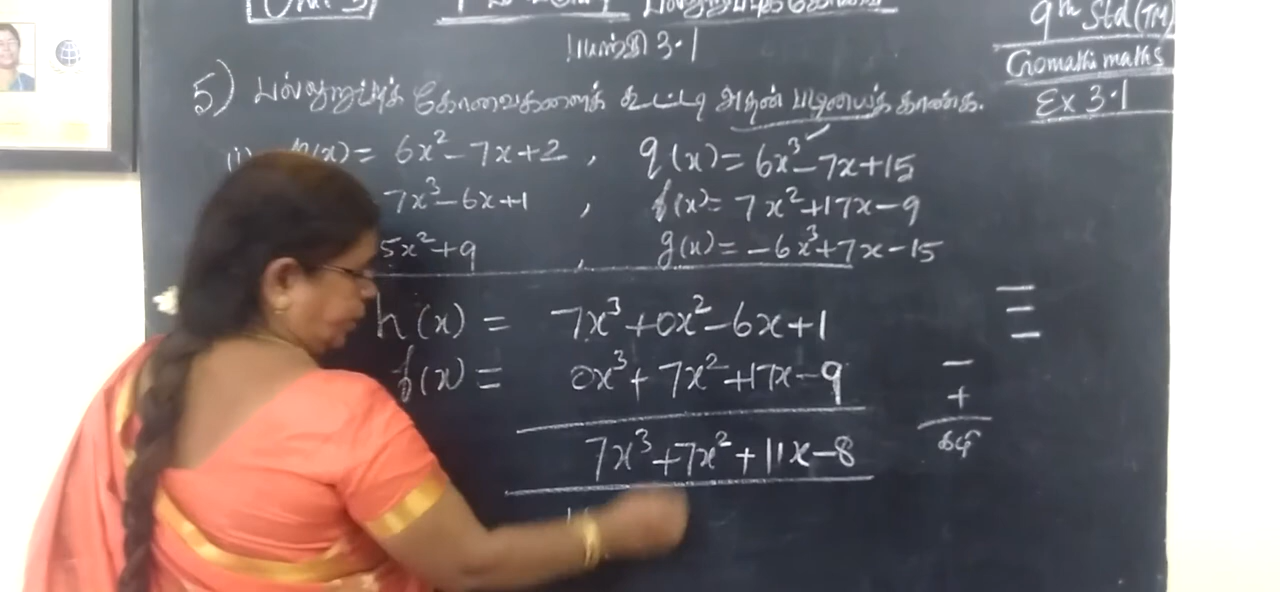 9th Std (TM)
Gomathi maths
Ex 3.1
பயிற்சி 3.1
5) பல்லுறுப்புக் கோவைகளைக் கூட்டி அதன் படியைக் காண்க.
(x) = 6x² - 7x + 2 , q(x) = 6x³ - 7x + 15
7x³ - 6x + 1 , f(x) = 7x² + 17x - 9
5x² + 9 , g(x) = -6x³ + 7x - 15
h(x) = 7x³ + 0x² - 6x + 1
f(x) = 0x³ + 7x² + 17x - 9
7x³ + 7x² + 11x - 8
-
+
கழி